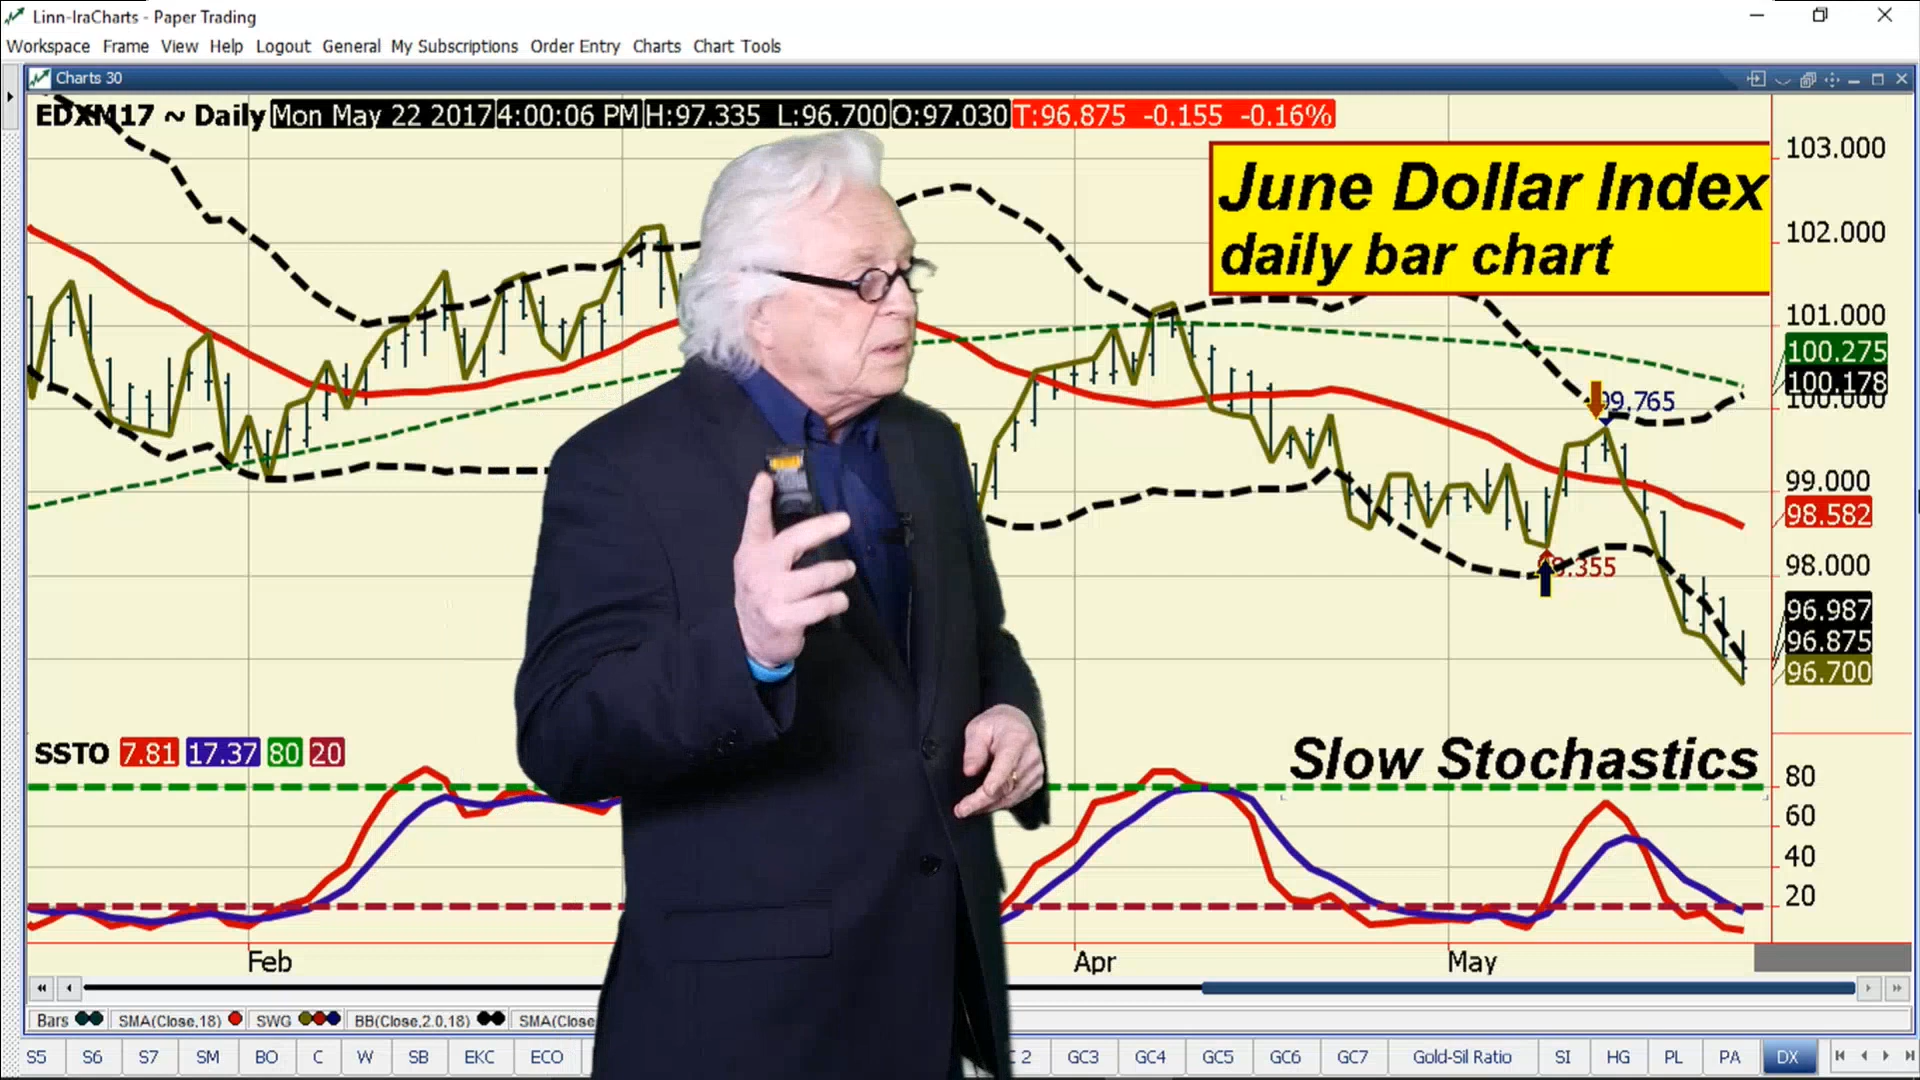 Linn-IraCharts - Paper Trading
Workspace Frame View Help Logout General My Subscriptions Order Entry Charts Chart Tools
Charts 30
EDXM17 ~ Daily Mon May 22 2017 4:00:06 PM H:97.335 L:96.700 O:97.030 T:96.875 -0.155 -0.16%
June Dollar Index
daily bar chart
103.000
102.000
101.000
100.275
100.178
100.000
99.765
99.000
98.582
98.000
98.355
96.987
96.875
96.700
SSTO 7.81 17.37 80 20
Slow Stochastics
80
60
40
20
Feb Apr May
Bars SMA(Close,18) SWG BB(Close,2.0,18) SMA(Close
S5 S6 S7 SM BO C W SB EKC ECO 2 GC3 GC4 GC5 GC6 GC7 Gold-Sil Ratio SI HG PL PA DX